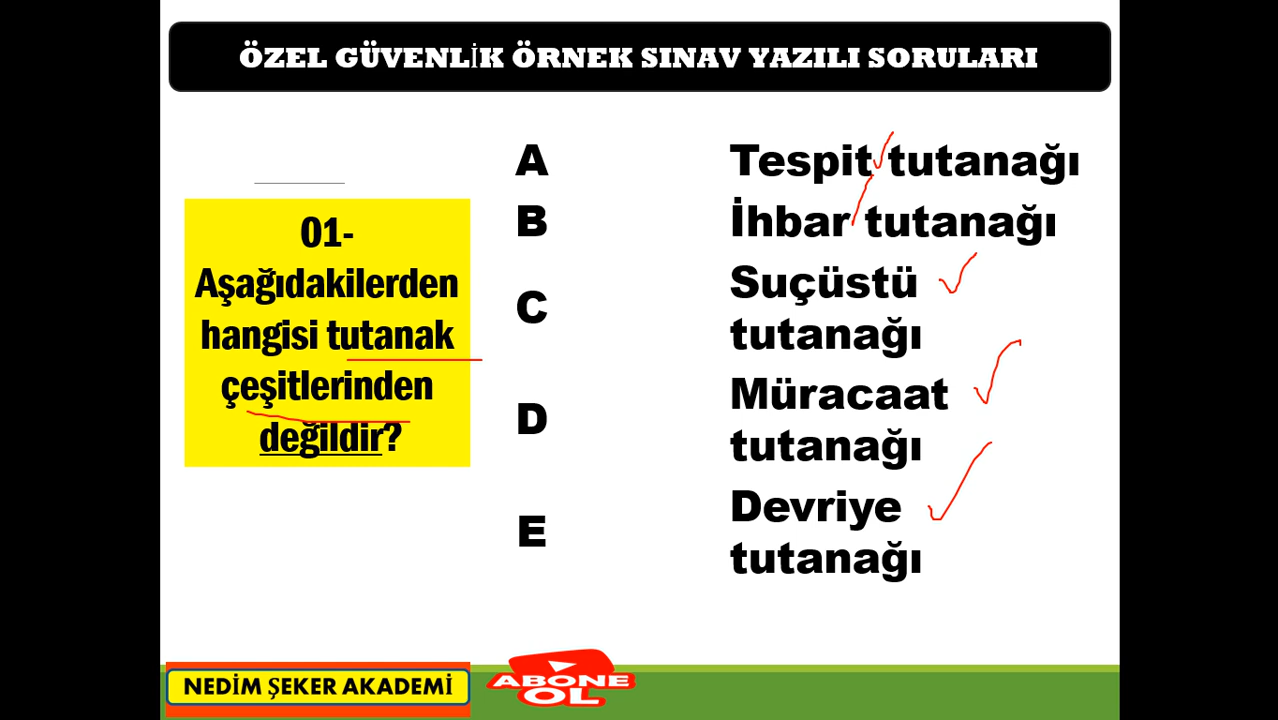 ÖZEL GÜVENLİK ÖRNEK SINAV YAZILI SORULARI
01-
Aşağıdakilerden
hangisi tutanak
çeşitlerinden
değildir?
A
Tespit tutanağı
B
İhbar tutanağı
C
Suçüstü
tutanağı
D
Müracaat
tutanağı
E
Devriye
tutanağı
NEDİM ŞEKER AKADEMİ
ABONE
OL